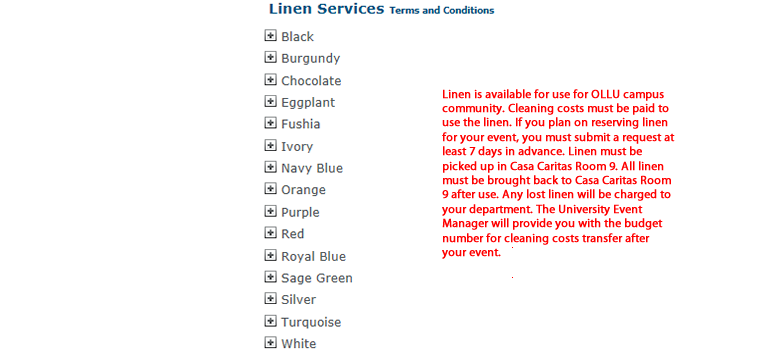 Linen Services Terms and Conditions
Black
Burgundy
Chocolate
Eggplant
Fushia
Ivory
Navy Blue
Orange
Purple
Red
Royal Blue
Sage Green
Silver
Turquoise
White
Linen is available for use for OLLU campus
community. Cleaning costs must be paid to
use the linen. If you plan on reserving linen
for your event, you must submit a request at
least 7 days in advance. Linen must be
picked up in Casa Caritas Room 9. All linen
must be brought back to Casa Caritas Room
9 after use. Any lost linen will be charged to
your department. The University Event
Manager will provide you with the budget
number for cleaning costs transfer after
your event.